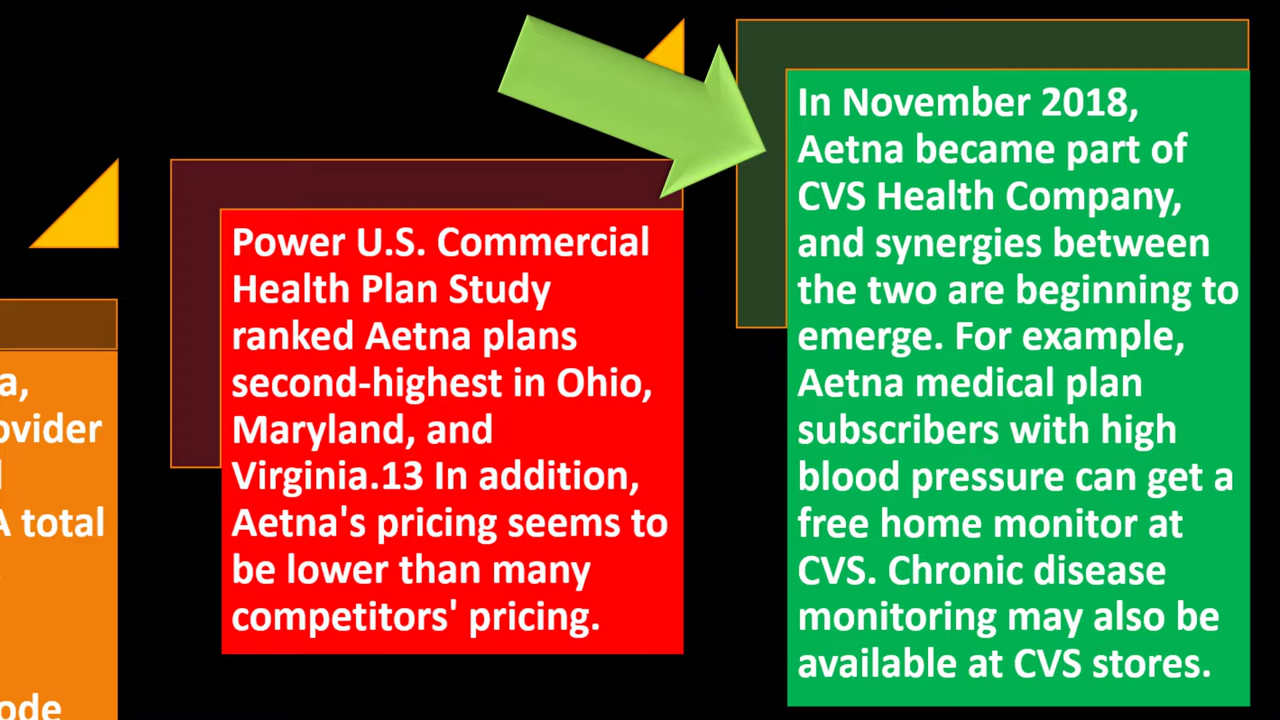 a,
ovider
A total
ode
Power U.S. Commercial
Health Plan Study
ranked Aetna plans
second-highest in Ohio,
Maryland, and
Virginia.13 In addition,
Aetna's pricing seems to
be lower than many
competitors' pricing.
In November 2018,
Aetna became part of
CVS Health Company,
and synergies between
the two are beginning to
emerge. For example,
Aetna medical plan
subscribers with high
blood pressure can get a
free home monitor at
CVS. Chronic disease
monitoring may also be
available at CVS stores.